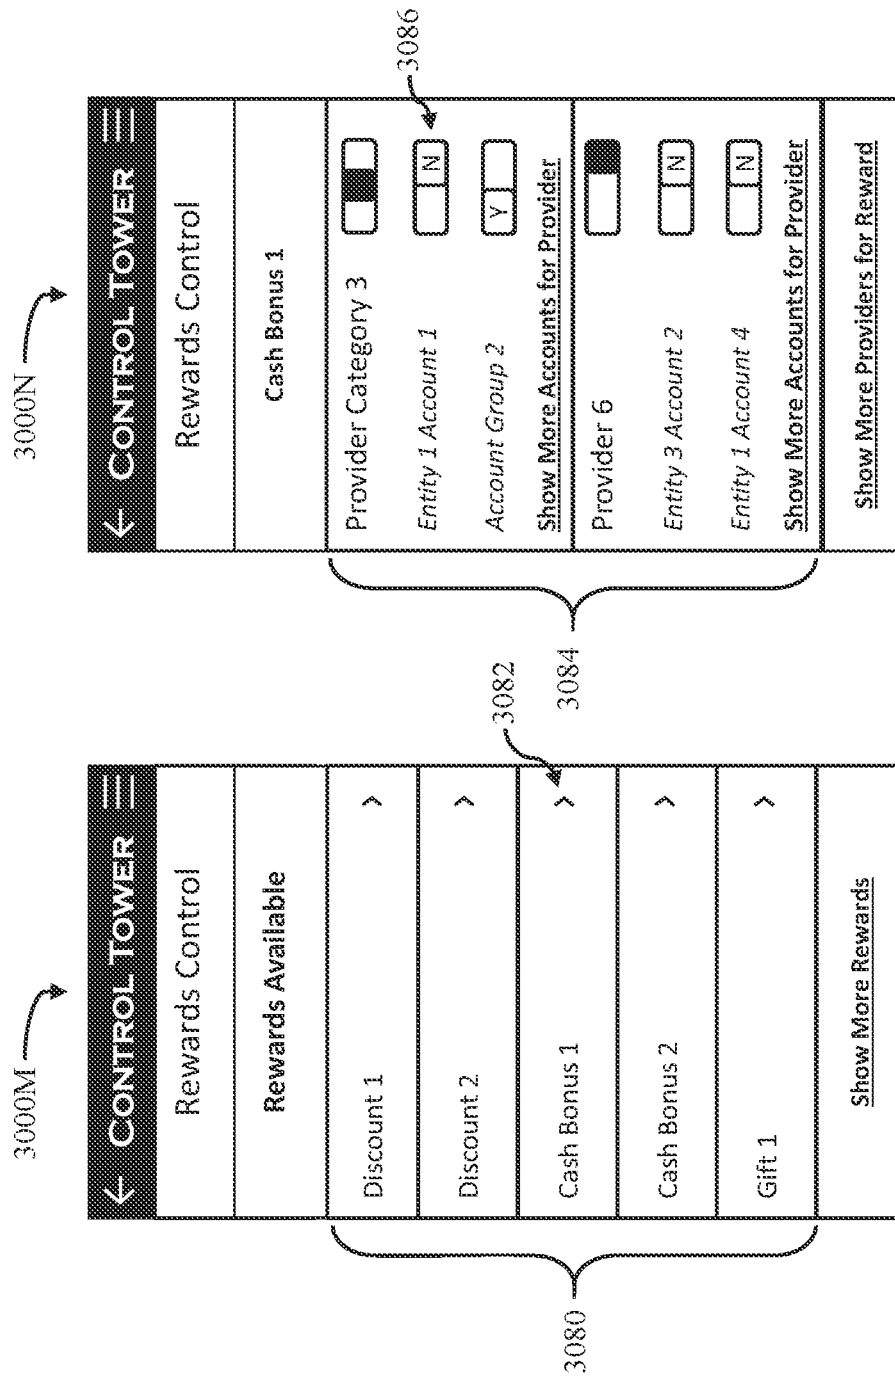 3000M
← CONTROL TOWER
Rewards Control
Rewards Available
Discount 1 >
Discount 2 >
Cash Bonus 1 >
Cash Bonus 2 >
Gift 1 >
Show More Rewards
3080
3082
3000N
← CONTROL TOWER
Rewards Control
Cash Bonus 1
Provider Category 3
Entity 1 Account 1 N
Account Group 2 Y
Show More Accounts for Provider
Provider 6
Entity 3 Account 2 N
Entity 1 Account 4 N
Show More Accounts for Provider
Show More Providers for Reward
3084
3086